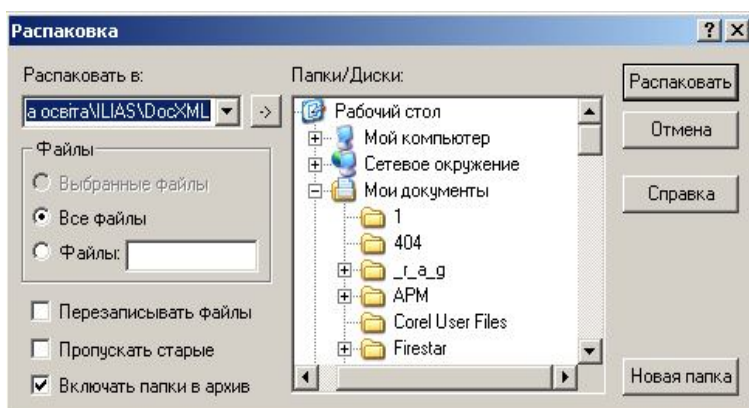 Распаковка
Распаковать в:
а освіта\ILIAS\DocXML
->
Файлы
Выбранные файлы
Все файлы
Файлы:
Перезаписывать файлы
Пропускать старые
Включать папки в архив
Папки/Диски:
Рабочий стол
Мой компьютер
Сетевое окружение
Мои документы
1
404
_r_a_g
APM
Corel User Files
Firestar
Распаковать
Отмена
Справка
Новая папка